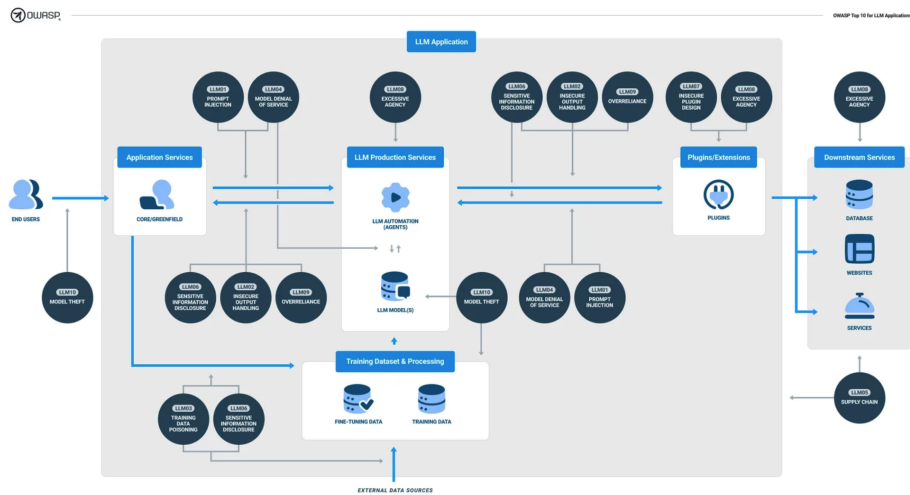 OWASP
OWASP Top 10 for LLM Applications
LLM Application
LLM01
PROMPT
INJECTION
LLM04
MODEL DENIAL
OF SERVICE
LLM08
EXCESSIVE
AGENCY
LLM06
SENSITIVE
INFORMATION
DISCLOSURE
LLM02
INSECURE
OUTPUT
HANDLING
LLM09
OVERRELIANCE
LLM07
INSECURE
PLUGIN
DESIGN
LLM08
EXCESSIVE
AGENCY
LLM08
EXCESSIVE
AGENCY
Application Services
LLM Production Services
Plugins/Extensions
Downstream Services
END USERS
CORE/GREENFIELD
LLM AUTOMATION
(AGENTS)
PLUGINS
DATABASE
WEBSITES
SERVICES
LLM10
MODEL THEFT
LLM06
SENSITIVE
INFORMATION
DISCLOSURE
LLM02
INSECURE
OUTPUT
HANDLING
LLM09
OVERRELIANCE
LLM MODEL(S)
LLM10
MODEL THEFT
LLM04
MODEL DENIAL
OF SERVICE
LLM01
PROMPT
INJECTION
Training Dataset & Processing
FINE-TUNING DATA
TRAINING DATA
LLM03
TRAINING
DATA
POISONING
LLM06
SENSITIVE
INFORMATION
DISCLOSURE
LLM05
SUPPLY CHAIN
EXTERNAL DATA SOURCES